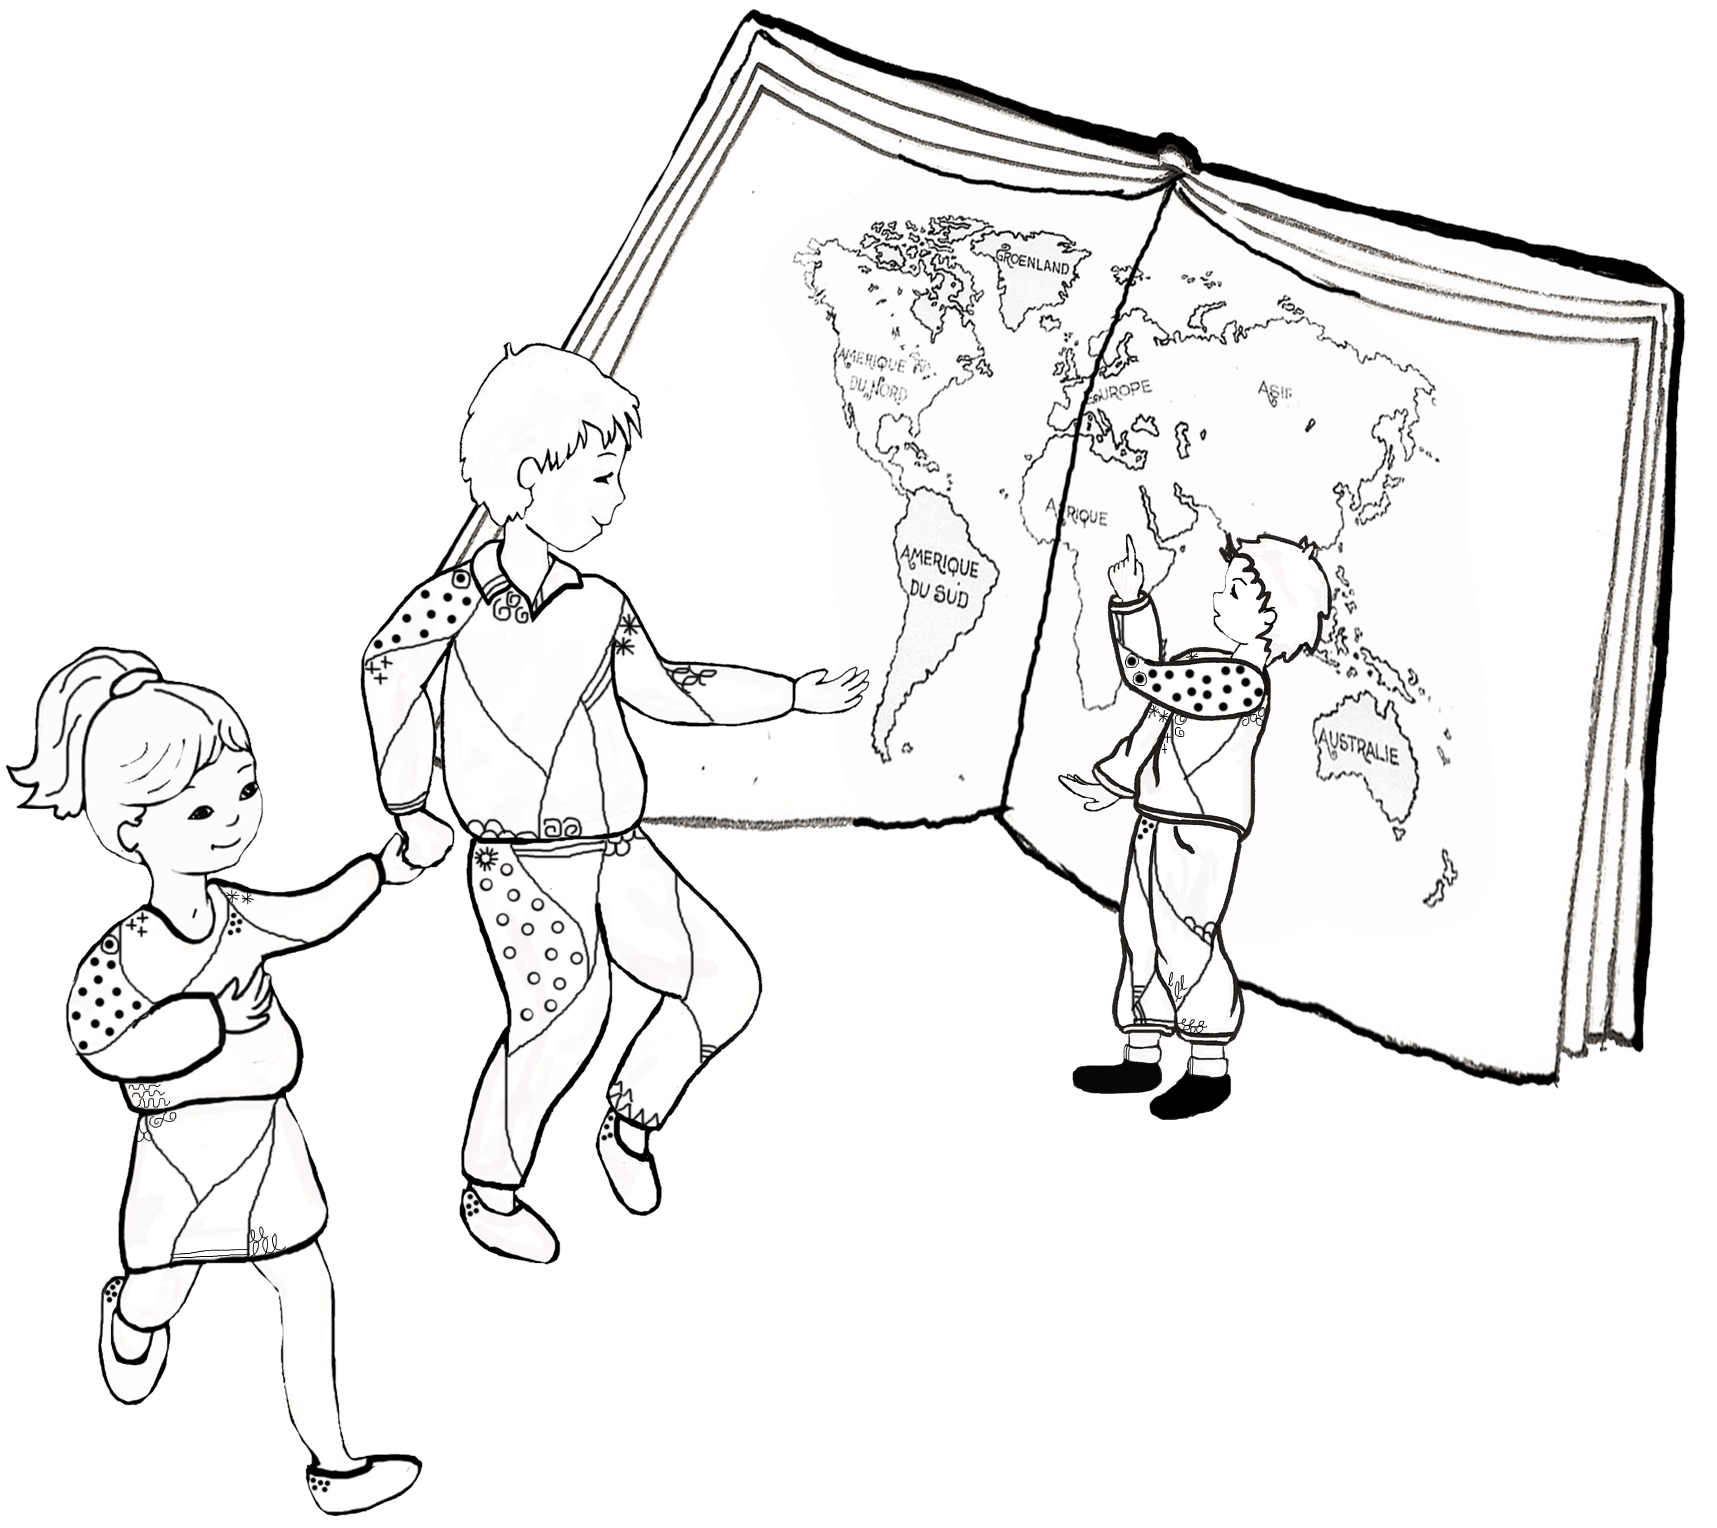 GROENLAND
AMERIQUE
DU NORD
EUROPE
ASIE
AFRIQUE
AMERIQUE
DU SUD
AUSTRALIE